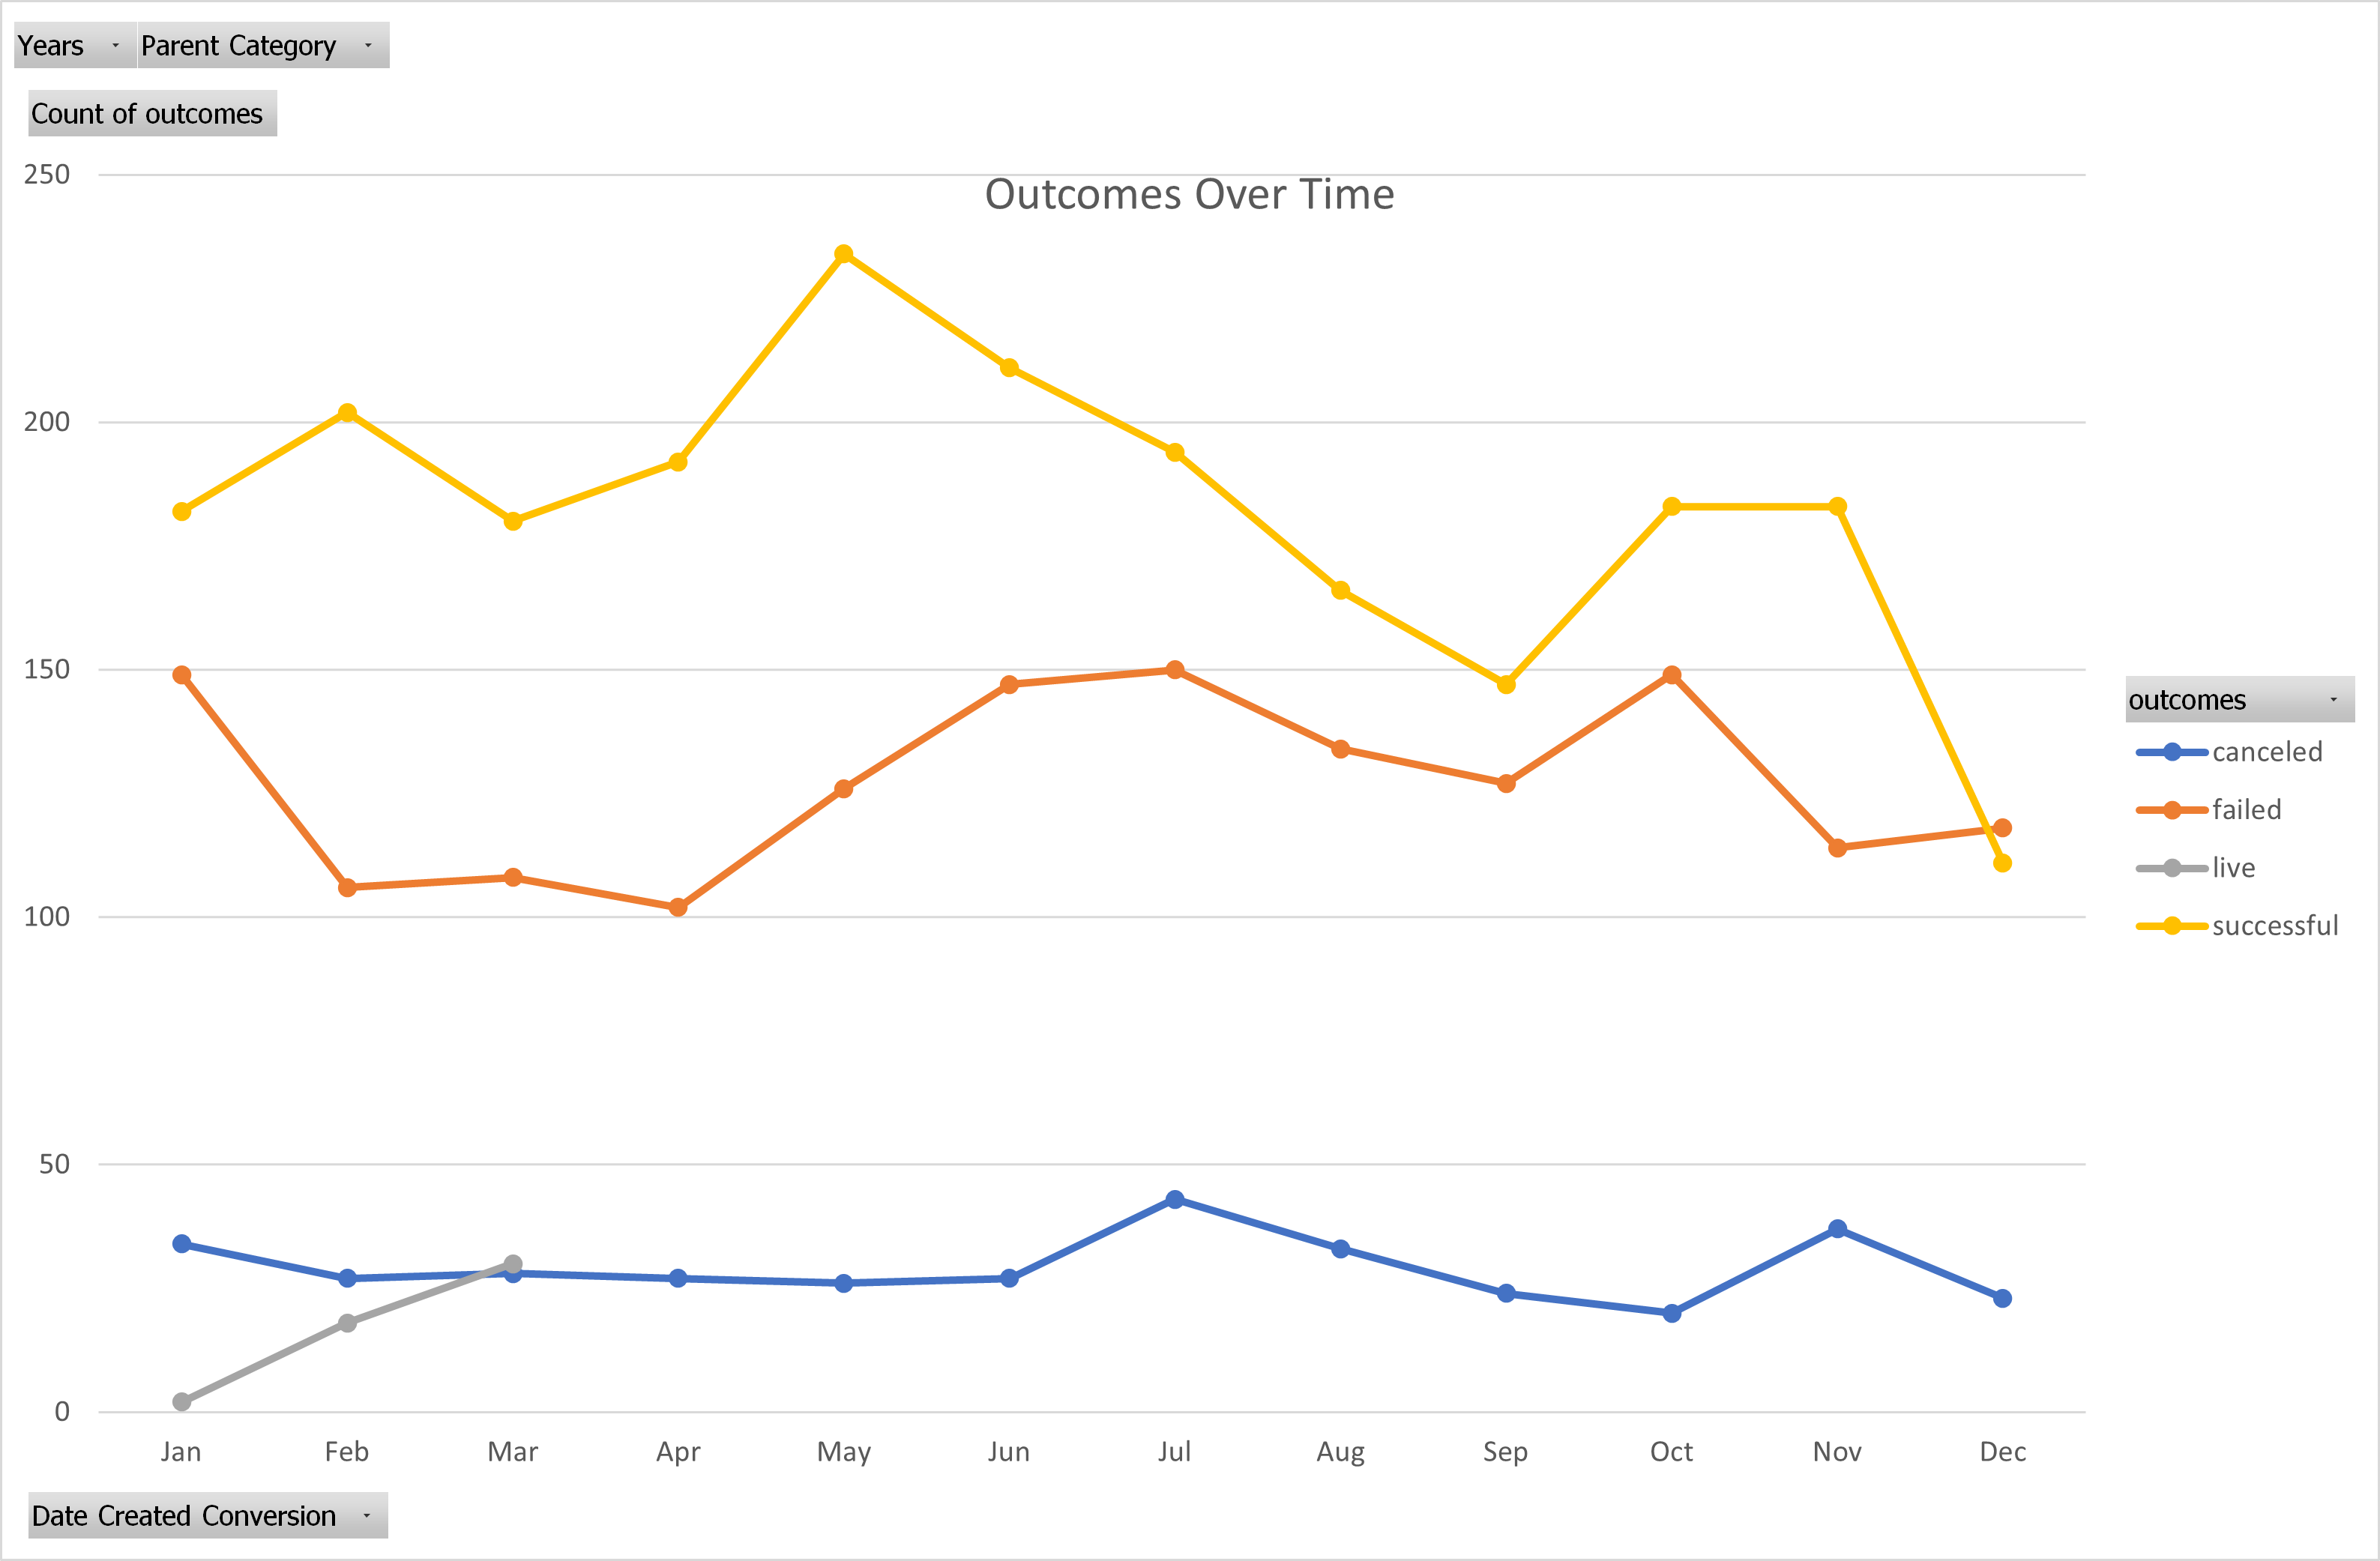 Years Parent Category
Count of outcomes
Outcomes Over Time
250
200
150
100
50
0
Jan Feb Mar Apr May Jun Jul Aug Sep Oct Nov Dec
outcomes
canceled
failed
live
successful
Date Created Conversion